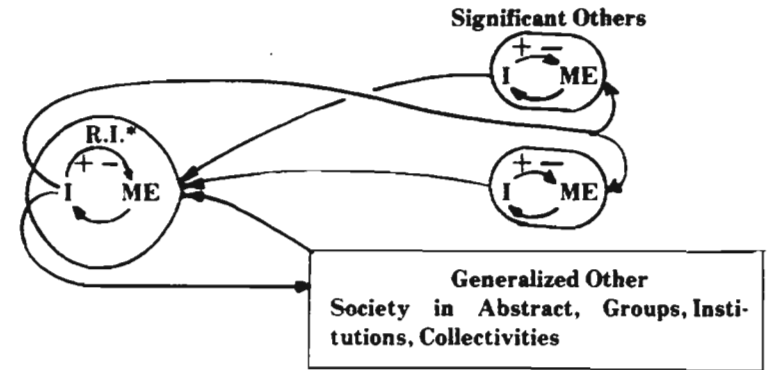 Significant Others
+ −
I ME
R.I.*
+ −
I ME
+ −
I ME
Generalized Other
Society in Abstract, Groups, Insti-
tutions, Collectivities